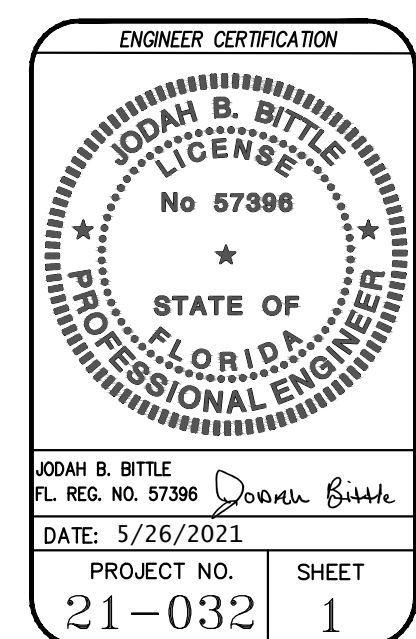 ENGINEER CERTIFICATION
JODAH B. BITTLE
LICENSE
No 57396
STATE OF
FLORIDA
PROFESSIONAL ENGINEER
JODAH B. BITTLE
FL. REG. NO. 57396 Jodah Bittle
DATE: 5/26/2021
PROJECT NO. SHEET
21-032 1